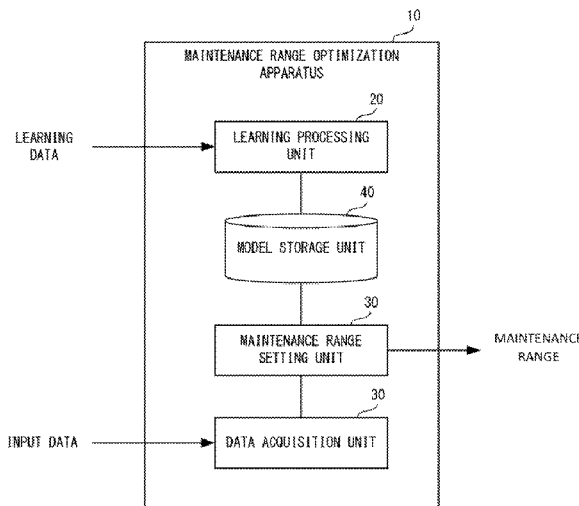 10
MAINTENANCE RANGE OPTIMIZATION
APPARATUS
20
LEARNING
DATA
LEARNING PROCESSING
UNIT
40
MODEL STORAGE UNIT
30
MAINTENANCE RANGE
SETTING UNIT
MAINTENANCE
RANGE
30
INPUT DATA
DATA ACQUISITION UNIT